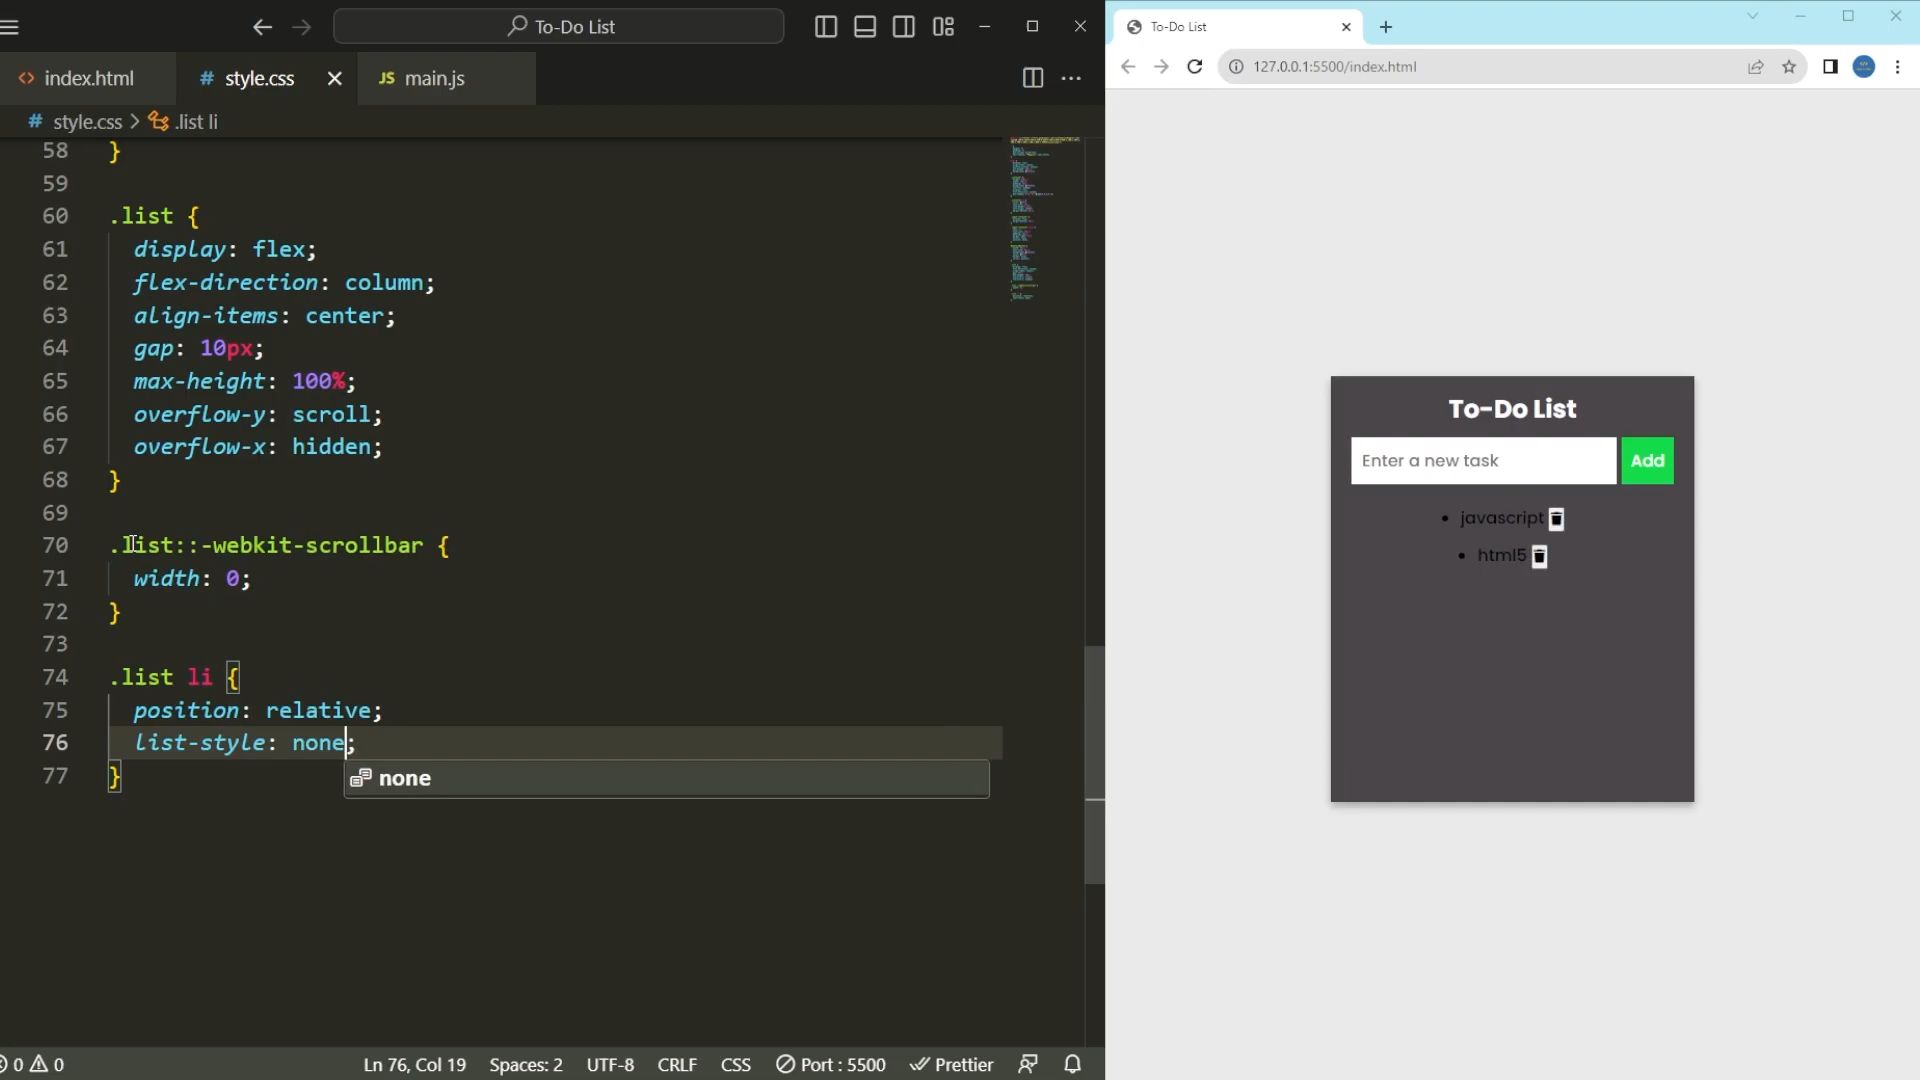 To-Do List
index.html
# style.css
JS main.js
# style.css > .list li
58 }
59
60 .list {
61 display: flex;
62 flex-direction: column;
63 align-items: center;
64 gap: 10px;
65 max-height: 100%;
66 overflow-y: scroll;
67 overflow-x: hidden;
68 }
69
70 .list::-webkit-scrollbar {
71 width: 0;
72 }
73
74 .list li {
75 position: relative;
76 list-style: none;
77 }
none
0 0
Ln 76, Col 19
Spaces: 2
UTF-8
CRLF
CSS
Port : 5500
Prettier
To-Do List
127.0.0.1:5500/index.html
To-Do List
Enter a new task
Add
• javascript
• html5